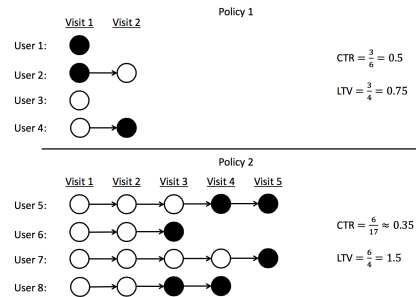 Policy 1
Visit 1 Visit 2
User 1:
User 2:
User 3:
User 4:
CTR = 3/6 = 0.5
LTV = 3/4 = 0.75
Policy 2
Visit 1 Visit 2 Visit 3 Visit 4 Visit 5
User 5:
User 6:
User 7:
User 8:
CTR = 6/17 ≈ 0.35
LTV = 6/4 = 1.5